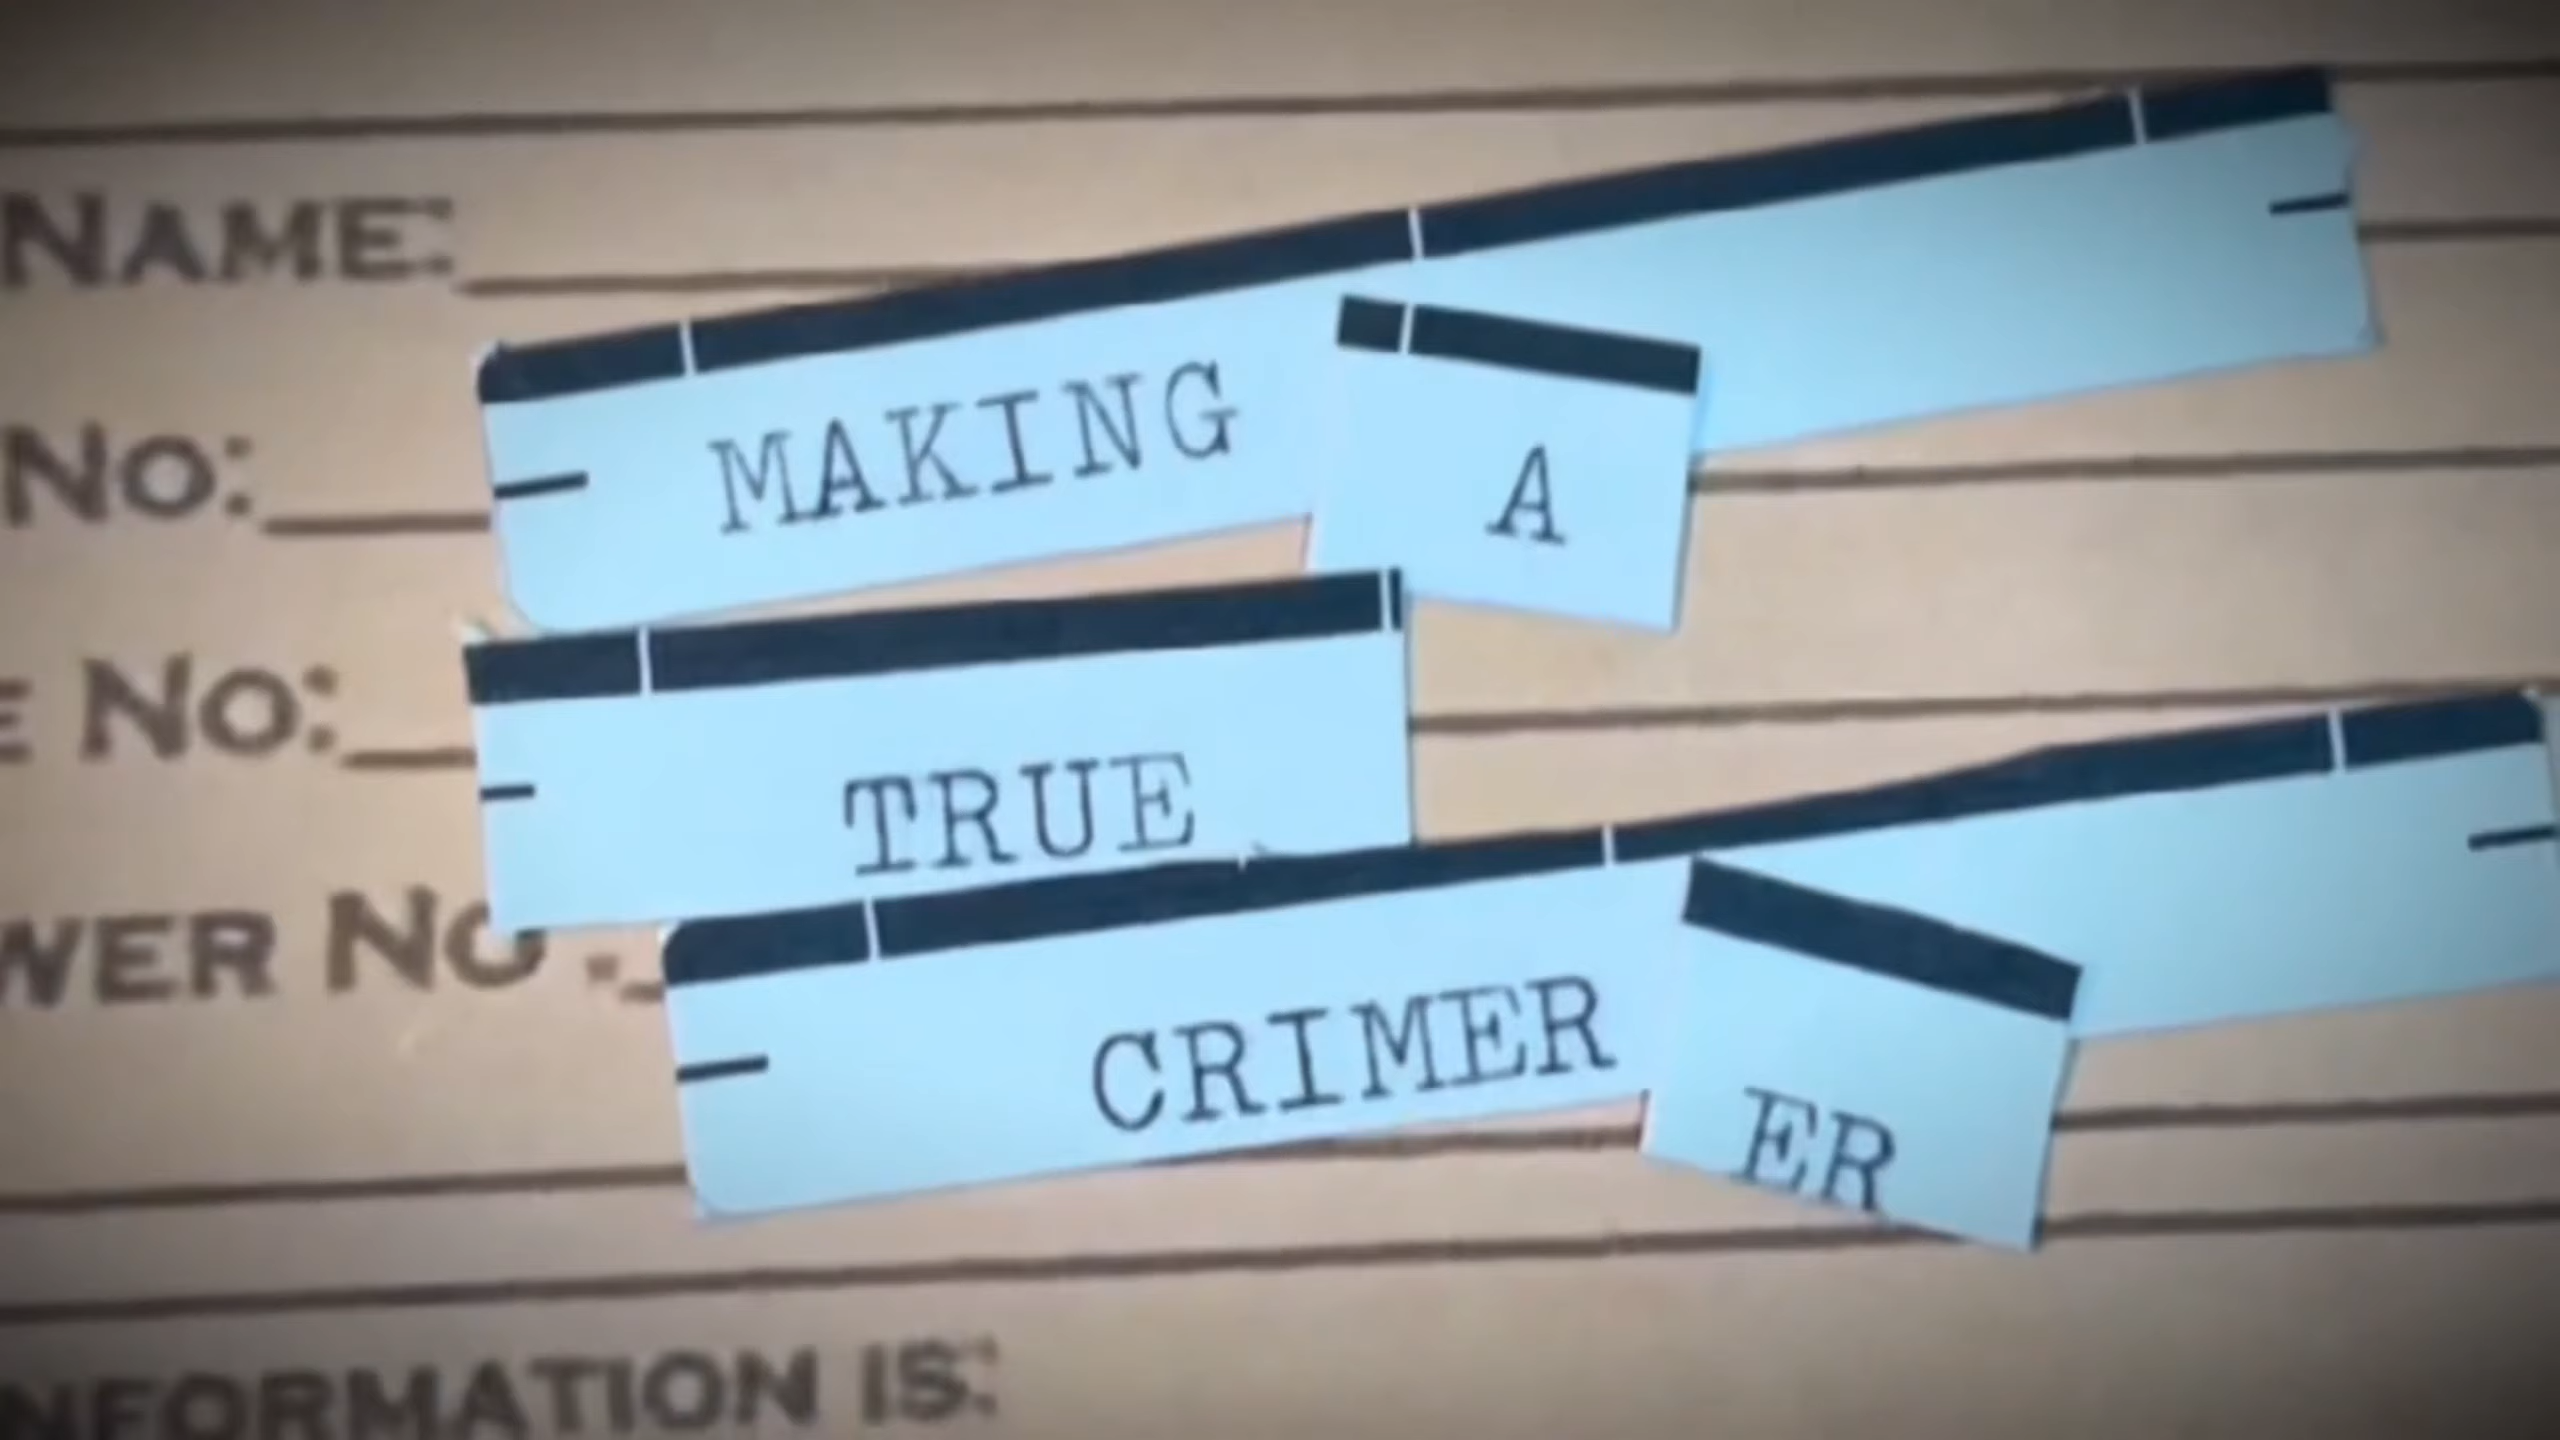 NAME:
NO:
E NO:
MAKING A
TRUE
WER NO.
CRIMER ER
NFORMATION IS: